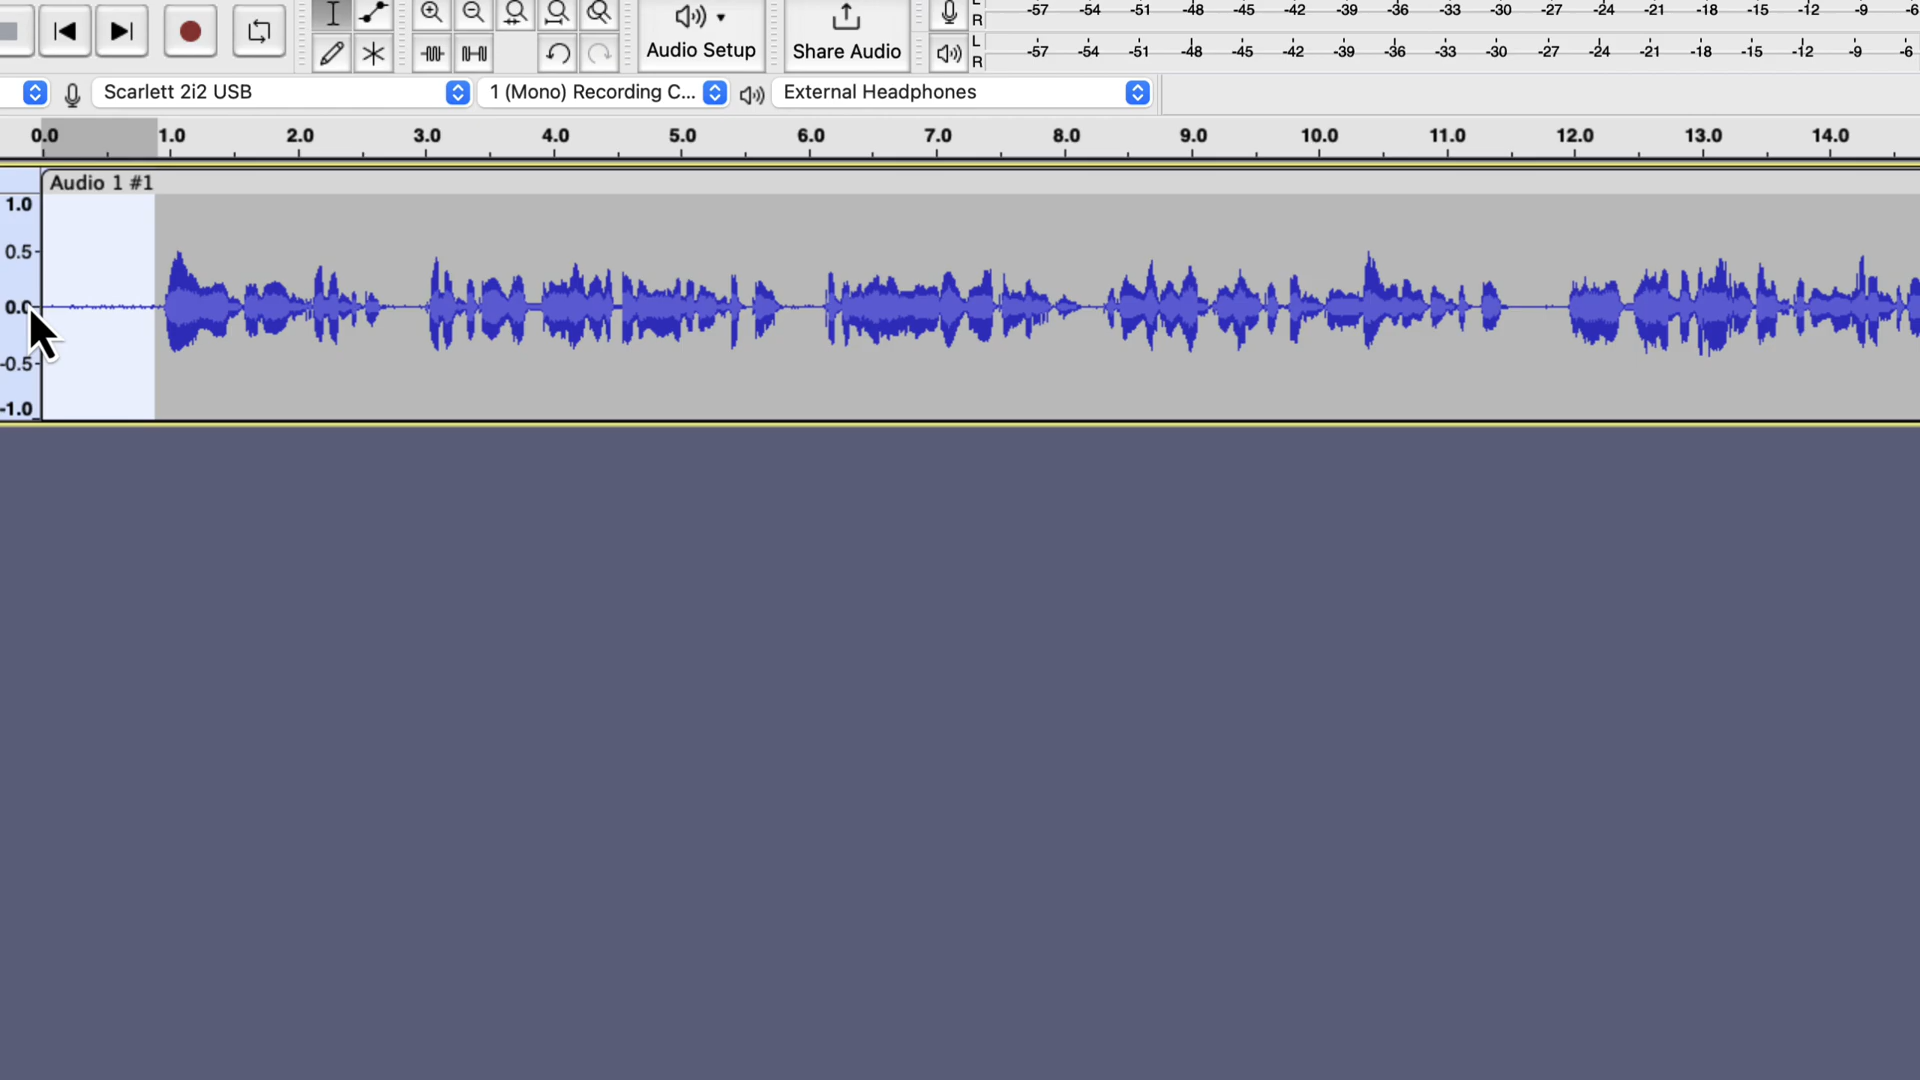 L
R
-57 -54 -51 -48 -45 -42 -39 -36 -33 -30 -27 -24 -21 -18 -15 -12 -9 -6
Audio Setup
Share Audio
L
R
-57 -54 -51 -48 -45 -42 -39 -36 -33 -30 -27 -24 -21 -18 -15 -12 -9 -6
Scarlett 2i2 USB
1 (Mono) Recording C...
External Headphones
0.0 1.0 2.0 3.0 4.0 5.0 6.0 7.0 8.0 9.0 10.0 11.0 12.0 13.0 14.0
Audio 1 #1
1.0
0.5-
0.0-
-0.5-
-1.0